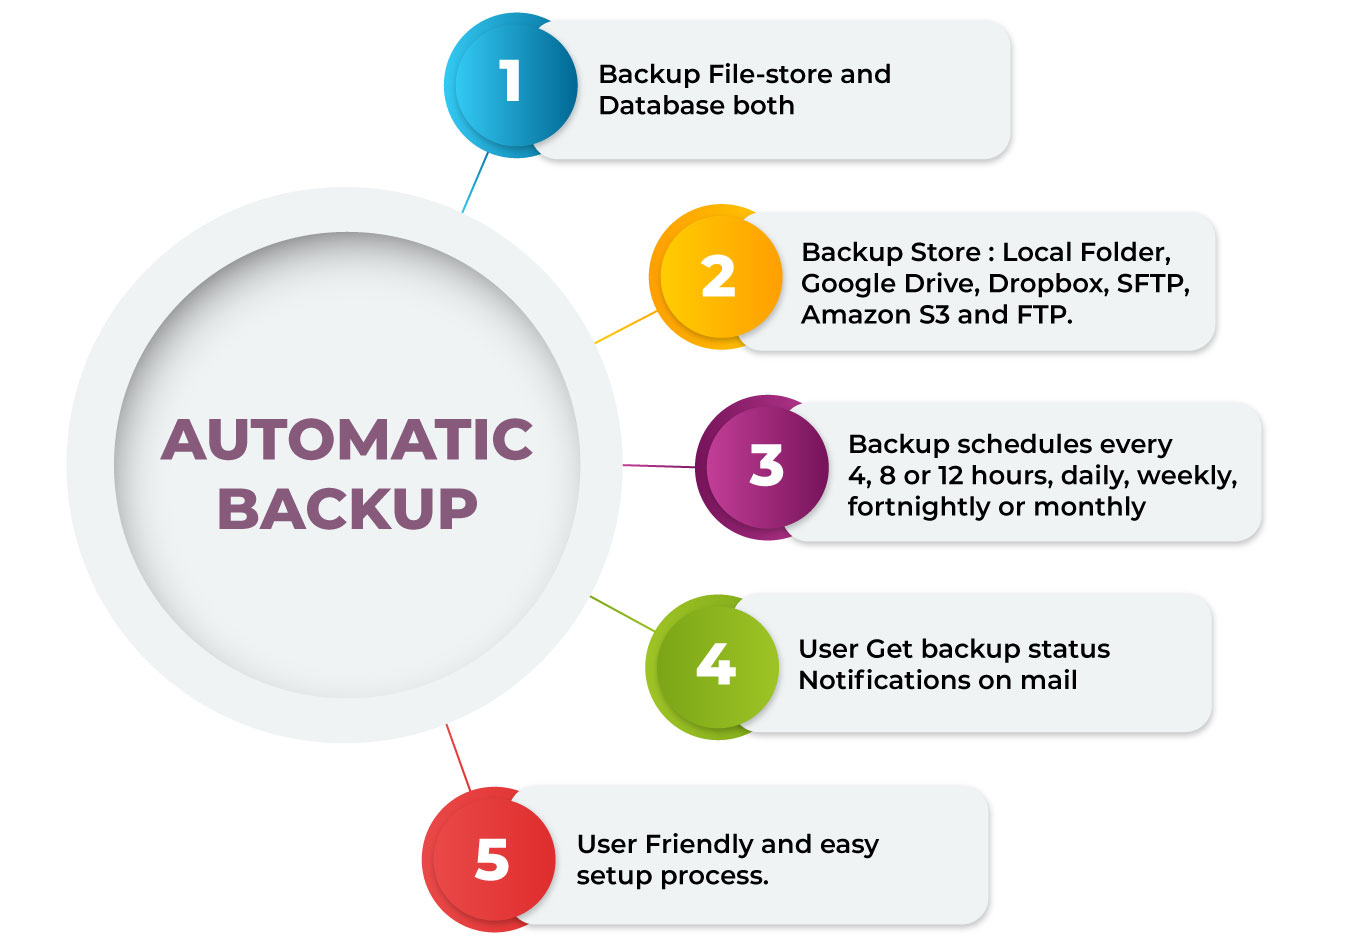 AUTOMATIC
BACKUP
1
Backup File-store and
Database both
2
Backup Store : Local Folder,
Google Drive, Dropbox, SFTP,
Amazon S3 and FTP.
3
Backup schedules every
4, 8 or 12 hours, daily, weekly,
fortnightly or monthly
4
User Get backup status
Notifications on mail
5
User Friendly and easy
setup process.